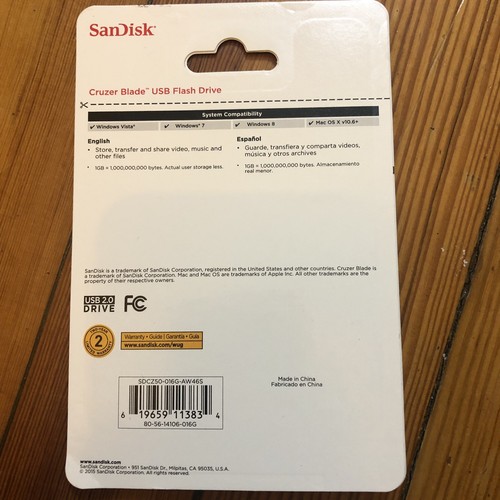 SanDisk®
Cruzer Blade™ USB Flash Drive
System Compatibility
✔ Windows Vista® ✔ Windows® 7 ✔ Windows 8 ✔ Mac OS X v10.6+
English
• Store, transfer and share video, music and
other files
* 1GB = 1,000,000,000 bytes. Actual user storage less.
Español
• Guarde, transfiera y comparta videos,
música y otros archivos
* 1GB = 1,000,000,000 bytes. Almacenamiento
real menor.
SanDisk is a trademark of SanDisk Corporation, registered in the United States and other countries. Cruzer Blade is
a trademark of SanDisk Corporation. Mac and Mac OS are trademarks of Apple Inc. All other trademarks are the
property of their respective owners.
USB 2.0
DRIVE
FC
2
Warranty • Guide | Garantía • Guía
www.sandisk.com/wug
SDCZ50-016G-AW46S
6 19659 11383 4
80-56-14106-016G
Made in China
Fabricado en China
www.sandisk.com
SanDisk Corporation • 951 SanDisk Dr., Milpitas, CA 95035, U.S.A.
© 2015 SanDisk Corporation. All rights reserved.